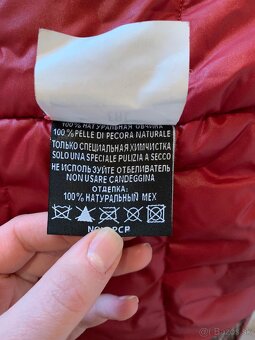 100% НАТУРАЛЬНАЯ ОВЧИНА
100% PELLE DI PECORA NATURALE
ТОЛЬКО СПЕЦИАЛЬНАЯ ХИМЧИСТКА
SOLO UNA SPECIALE PULIZIA A SECCO
НЕ ИСПОЛЬЗОВАТЬ ОТБЕЛИВАТЕЛЬ
NON USARE CANDEGGINA
ОТДЕЛКА:
100% НАТУРАЛЬНЫЙ МЕХ